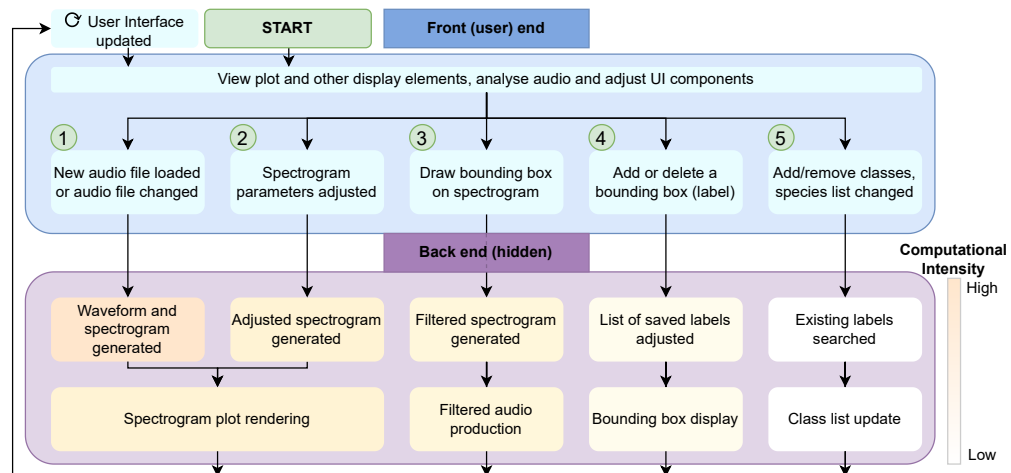 User Interface
updated
START
Front (user) end
View plot and other display elements, analyse audio and adjust UI components
1
2
3
4
5
New audio file loaded
or audio file changed
Spectrogram
parameters adjusted
Draw bounding box
on spectrogram
Add or delete a
bounding box (label)
Add/remove classes,
species list changed
Back end (hidden)
Computational
Intensity
High
Low
Waveform and
spectrogram
generated
Adjusted spectrogram
generated
Filtered spectrogram
generated
List of saved labels
adjusted
Existing labels
searched
Spectrogram plot rendering
Filtered audio
production
Bounding box display
Class list update